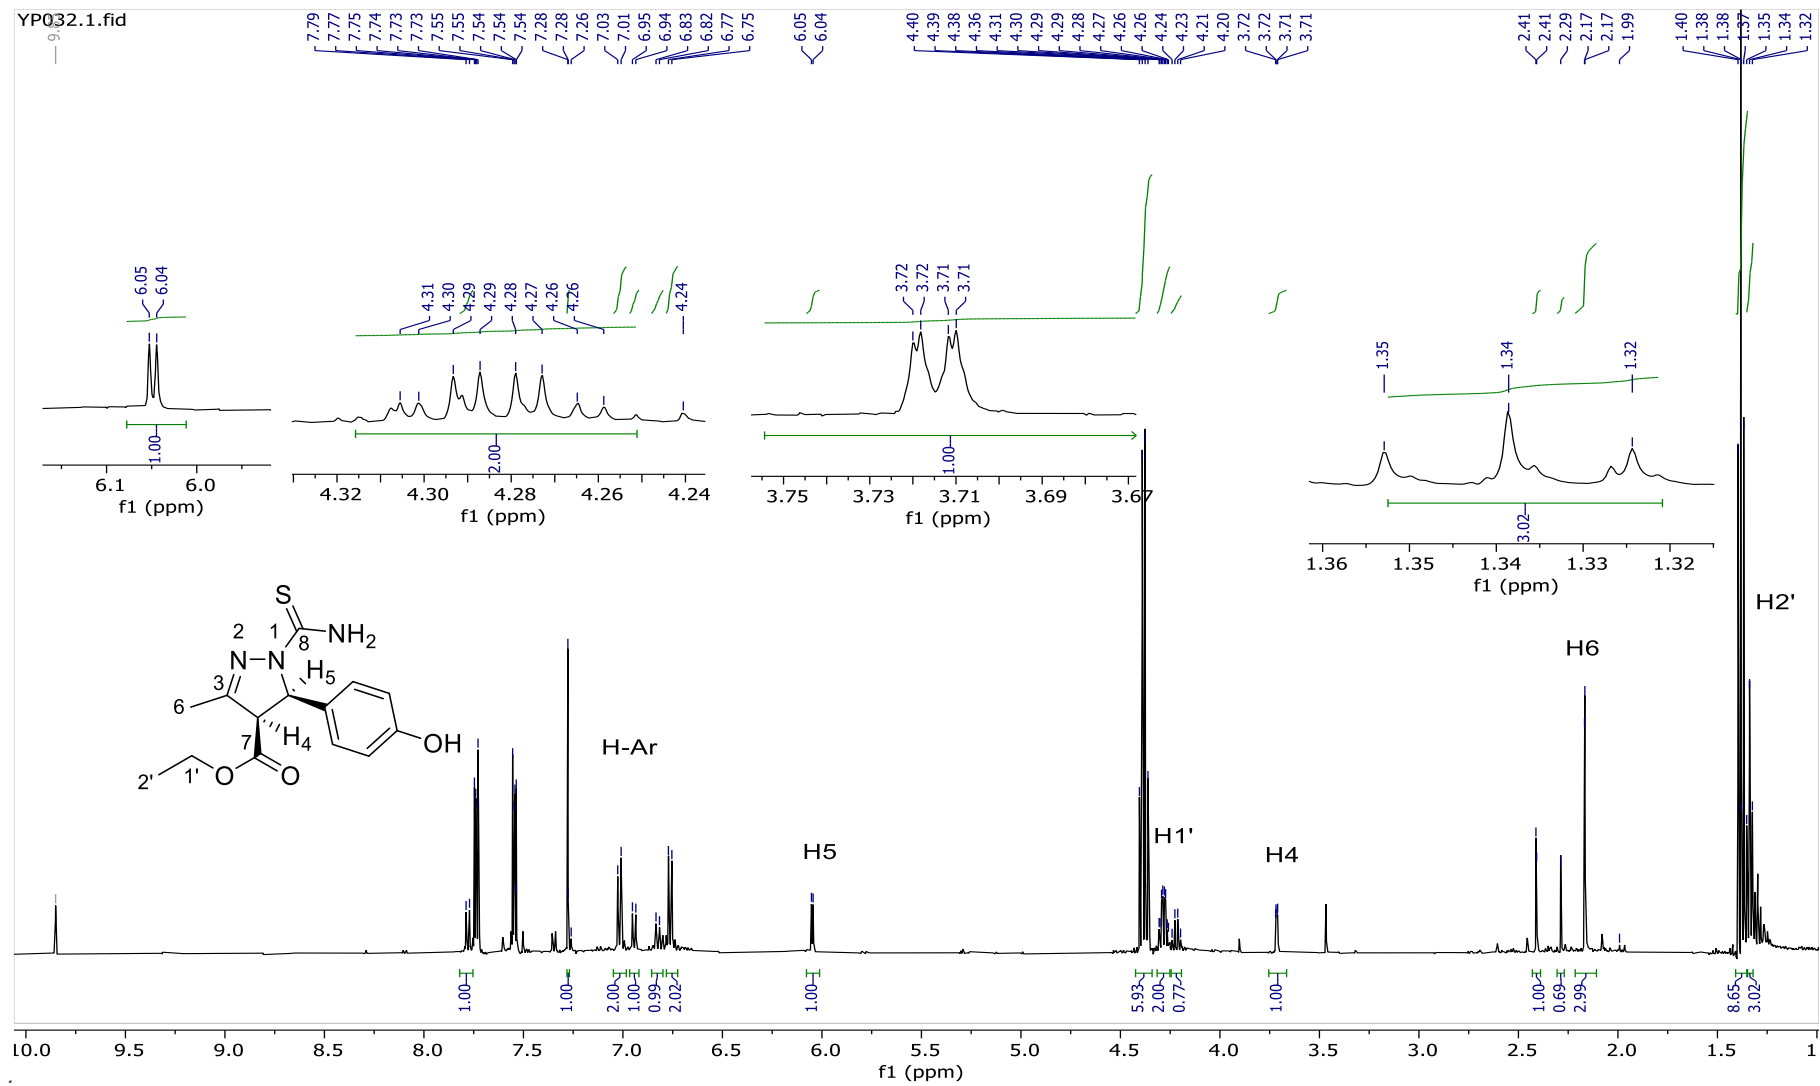 YP032.1.fid
7.79 7.77 7.75 7.74 7.73 7.73 7.55 7.55 7.54 7.54 7.54 7.28 7.28 7.26 7.03 7.01 6.95 6.94 6.83 6.82 6.77 6.75 6.05 6.04 4.40 4.39 4.38 4.36 4.31 4.30 4.29 4.29 4.28 4.27 4.26 4.26 4.24 4.23 4.21 4.20 3.72 3.72 3.71 3.71 2.41 2.41 2.29 2.17 2.17 1.99 1.40 1.38 1.38 1.37 1.35 1.34 1.32
6.05 6.04
1.00
6.1 6.0
f1 (ppm)
4.31 4.30 4.29 4.29 4.28 4.27 4.26 4.26 4.24
2.00
4.32 4.30 4.28 4.26 4.24
f1 (ppm)
3.72 3.72 3.71 3.71
1.00
3.75 3.73 3.71 3.69 3.67
f1 (ppm)
1.35 1.34 1.32
3.02
1.36 1.35 1.34 1.33 1.32
f1 (ppm)
S
2 1 8 NH2
N N H5
3
6
7 H4 OH
2' 1' O O
H-Ar
H5
H1'
H4
H6
H2'
1.00 1.00 2.00 1.00 0.99 2.02 1.00 5.93 2.00 0.77 1.00 1.00 0.69 2.99 8.65 3.02
10.0 9.5 9.0 8.5 8.0 7.5 7.0 6.5 6.0 5.5 5.0 4.5 4.0 3.5 3.0 2.5 2.0 1.5 1
f1 (ppm)